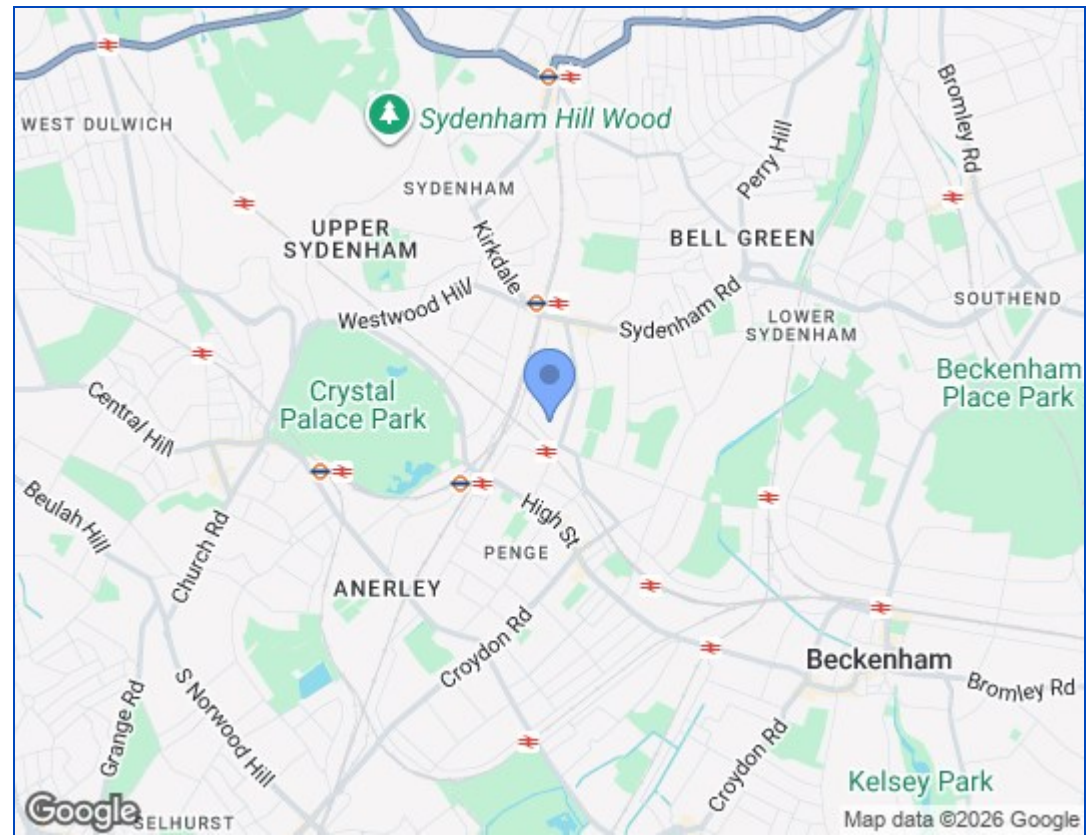 Sydenham Hill Wood
WEST DULWICH
Bromley Rd
Perry Hill
SYDENHAM
UPPER
SYDENHAM
Kirkdale
BELL GREEN
Westwood Hill
Sydenham Rd
SOUTHEND
LOWER
SYDENHAM
Crystal
Palace Park
Beckenham
Place Park
Central Hill
Beulah Hill
Church Rd
High St
PENGE
ANERLEY
Croydon Rd
Beckenham
Bromley Rd
Grange Rd
S Norwood Hill
Croydon Rd
Kelsey Park
Google
SELHURST
Map data ©2026 Google